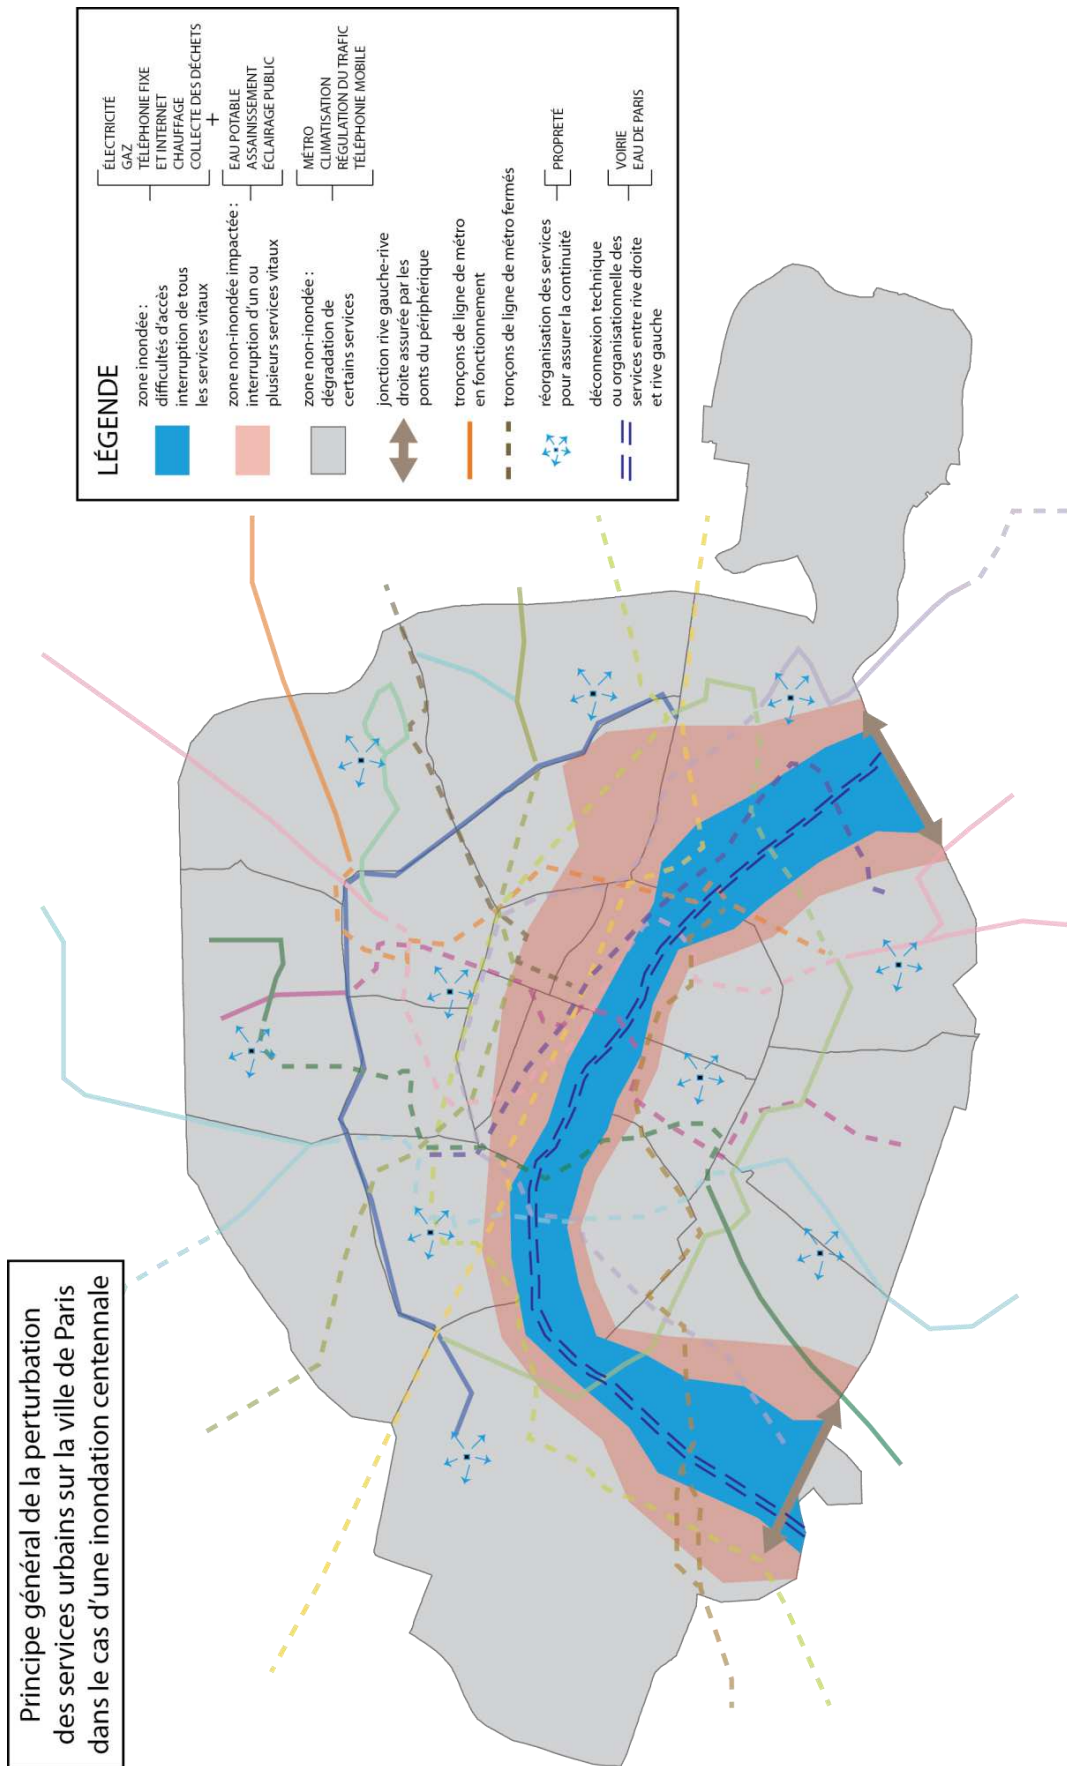 Principe général de la perturbation
des services urbains sur la ville de Paris
dans le cas d'une inondation centennale
LÉGENDE
zone inondée :
difficultés d'accès
interruption de tous
les services vitaux
ÉLECTRICITÉ
GAZ
TÉLÉPHONIE FIXE
ET INTERNET
CHAUFFAGE
COLLECTE DES DÉCHETS
+
zone non-inondée impactée :
interruption d'un ou
plusieurs services vitaux
EAU POTABLE
ASSAINISSEMENT
ÉCLAIRAGE PUBLIC
zone non-inondée :
dégradation de
certains services
MÉTRO
CLIMATISATION
RÉGULATION DU TRAFIC
TÉLÉPHONIE MOBILE
jonction rive gauche-rive
droite assurée par les
ponts du périphérique
tronçons de ligne de métro
en fonctionnement
tronçons de ligne de métro fermés
réorganisation des services
pour assurer la continuité
PROPRETÉ
déconnexion technique
ou organisationnelle des
services entre rive droite
et rive gauche
VOIRIE
EAU DE PARIS